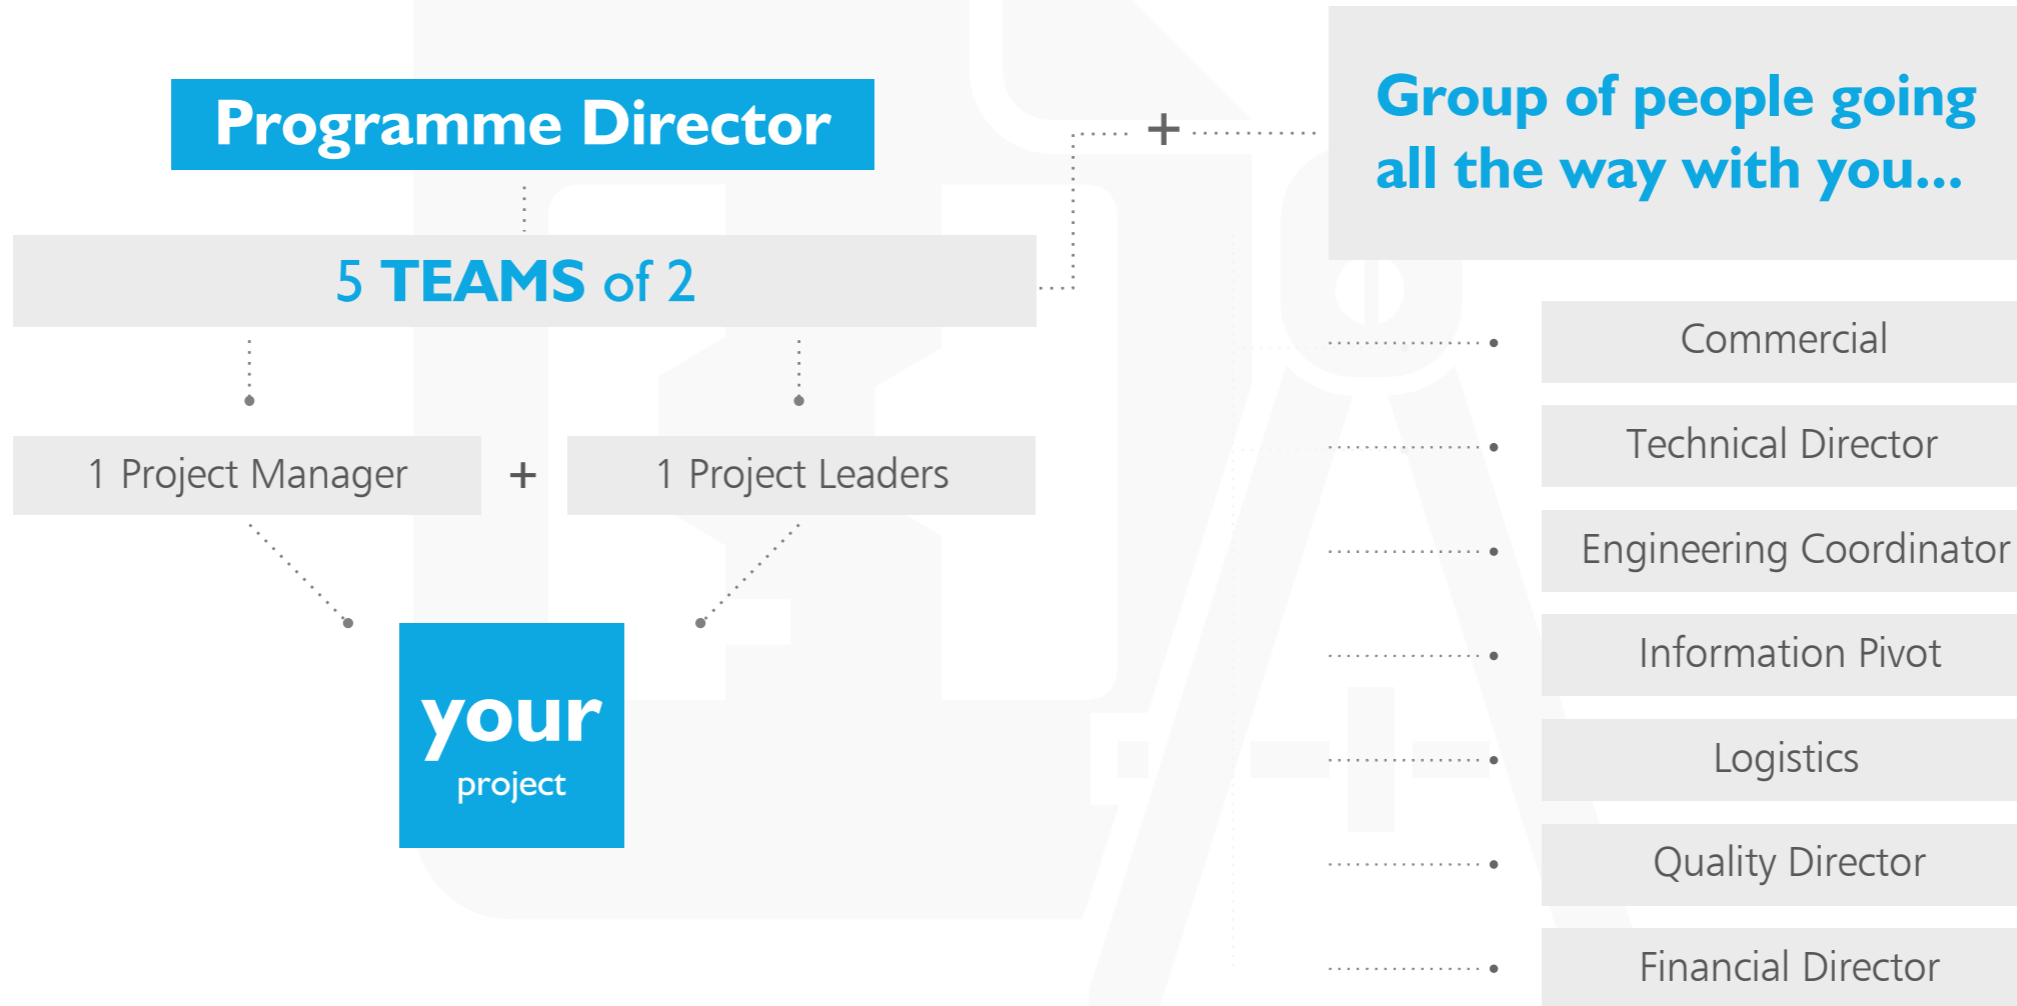 Programme Director
5 TEAMS of 2
1 Project Manager + 1 Project Leaders
your
project
+
Group of people going
all the way with you...
Commercial
Technical Director
Engineering Coordinator
Information Pivot
Logistics
Quality Director
Financial Director